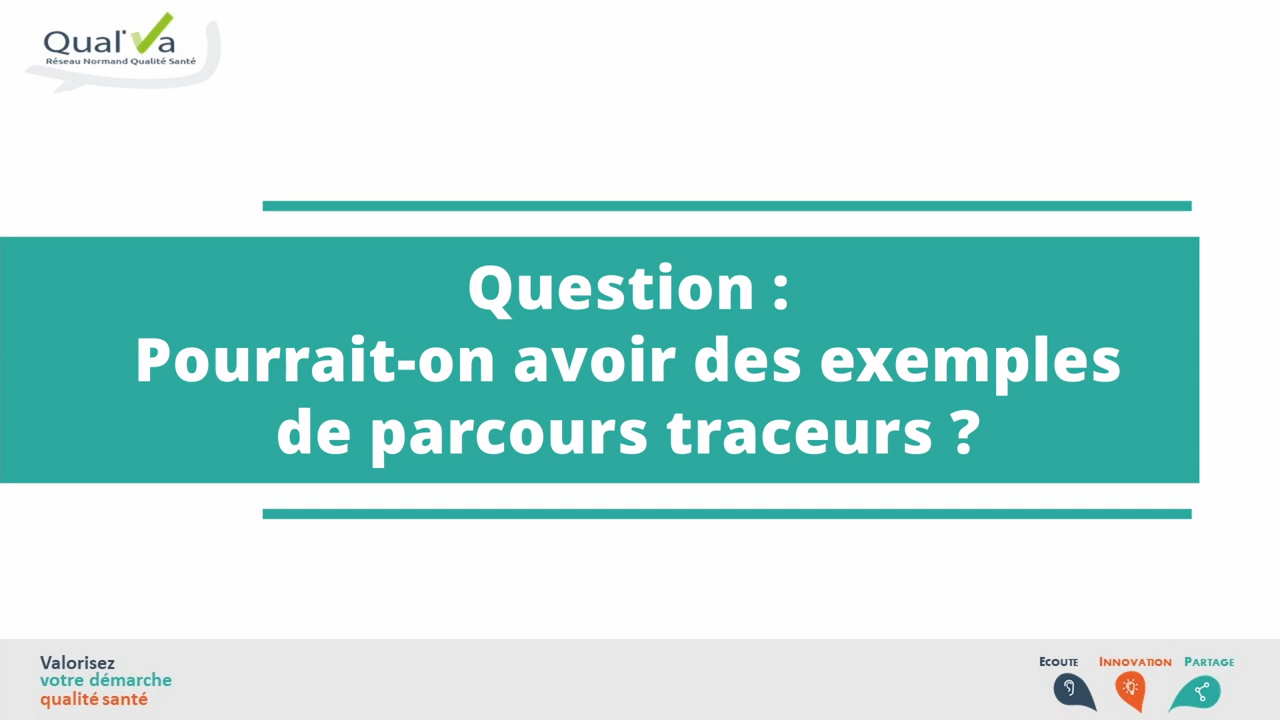 Qual'Va
Réseau Normand Qualité Santé
Question :
Pourrait-on avoir des exemples
de parcours traceurs ?
Valorisez
votre démarche
qualité santé
ECOUTE INNOVATION PARTAGE